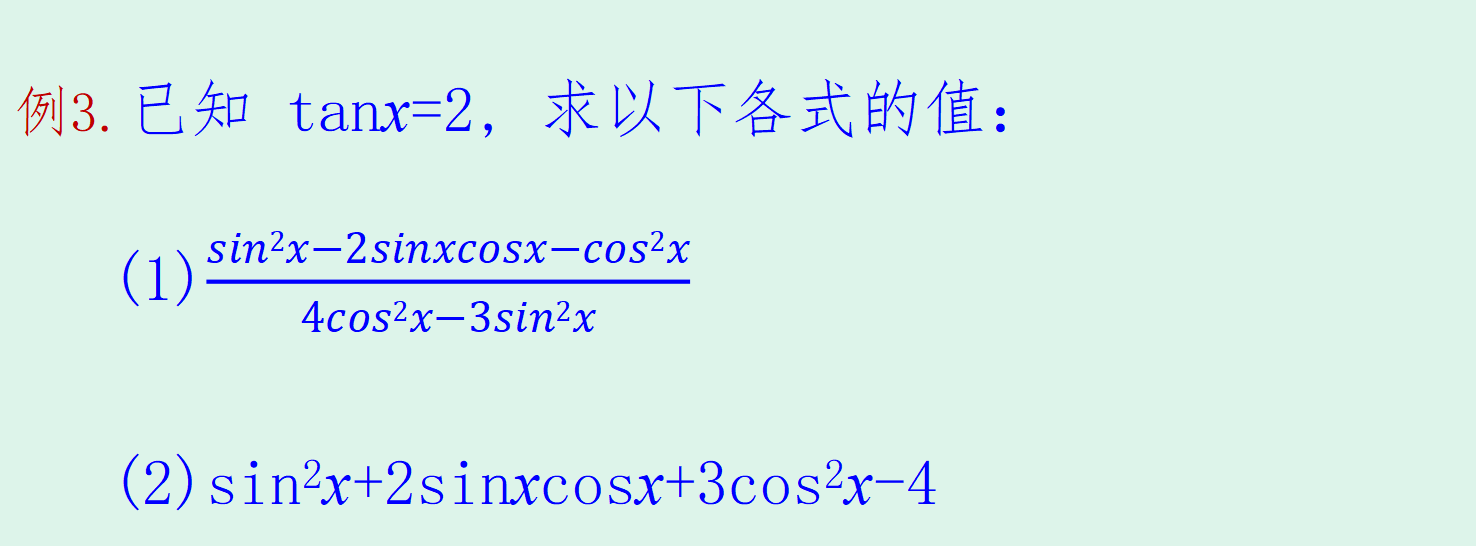 例3.已知 tanx=2, 求以下各式的值:
(1) sin²x−2sinxcosx−cos²x
4cos²x−3sin²x
(2) sin²x+2sinxcosx+3cos²x−4